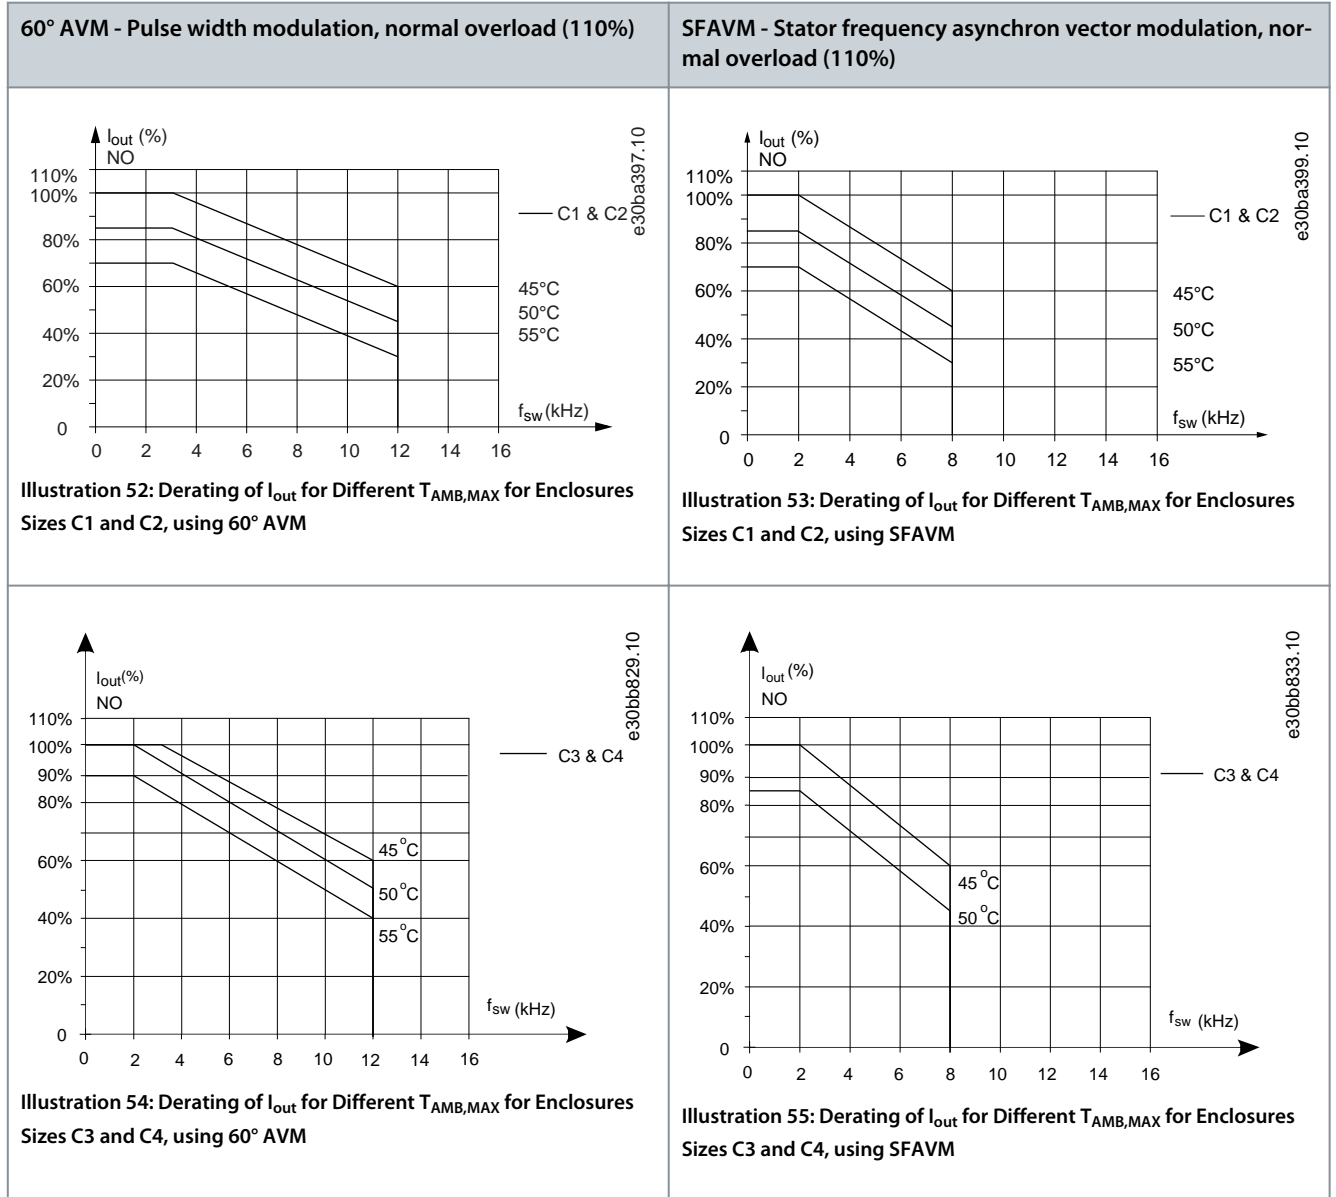 60° AVM - Pulse width modulation, normal overload (110%)
SFAVM - Stator frequency asynchron vector modulation, nor-
mal overload (110%)
Iout (%)
NO
110%
100%
80%
60%
40%
20%
0
0 2 4 6 8 10 12 14 16
fsw (kHz)
C1 & C2
45°C
50°C
55°C
e30ba397.10
Illustration 52: Derating of Iout for Different TAMB,MAX for Enclosures
Sizes C1 and C2, using 60° AVM
Iout (%)
NO
110%
100%
80%
60%
40%
20%
0
0 2 4 6 8 10 12 14 16
fsw (kHz)
C1 & C2
45°C
50°C
55°C
e30ba399.10
Illustration 53: Derating of Iout for Different TAMB,MAX for Enclosures
Sizes C1 and C2, using SFAVM
Iout(%)
NO
110%
100%
90%
80%
60%
40%
20%
0
0 2 4 6 8 10 12 14 16
fsw (kHz)
C3 & C4
45°C
50°C
55°C
e30bb829.10
Illustration 54: Derating of Iout for Different TAMB,MAX for Enclosures
Sizes C3 and C4, using 60° AVM
Iout (%)
NO
110%
100%
90%
80%
60%
40%
20%
0
0 2 4 6 8 10 12 14 16
fsw (kHz)
C3 & C4
45°C
50°C
e30bb833.10
Illustration 55: Derating of Iout for Different TAMB,MAX for Enclosures
Sizes C3 and C4, using SFAVM